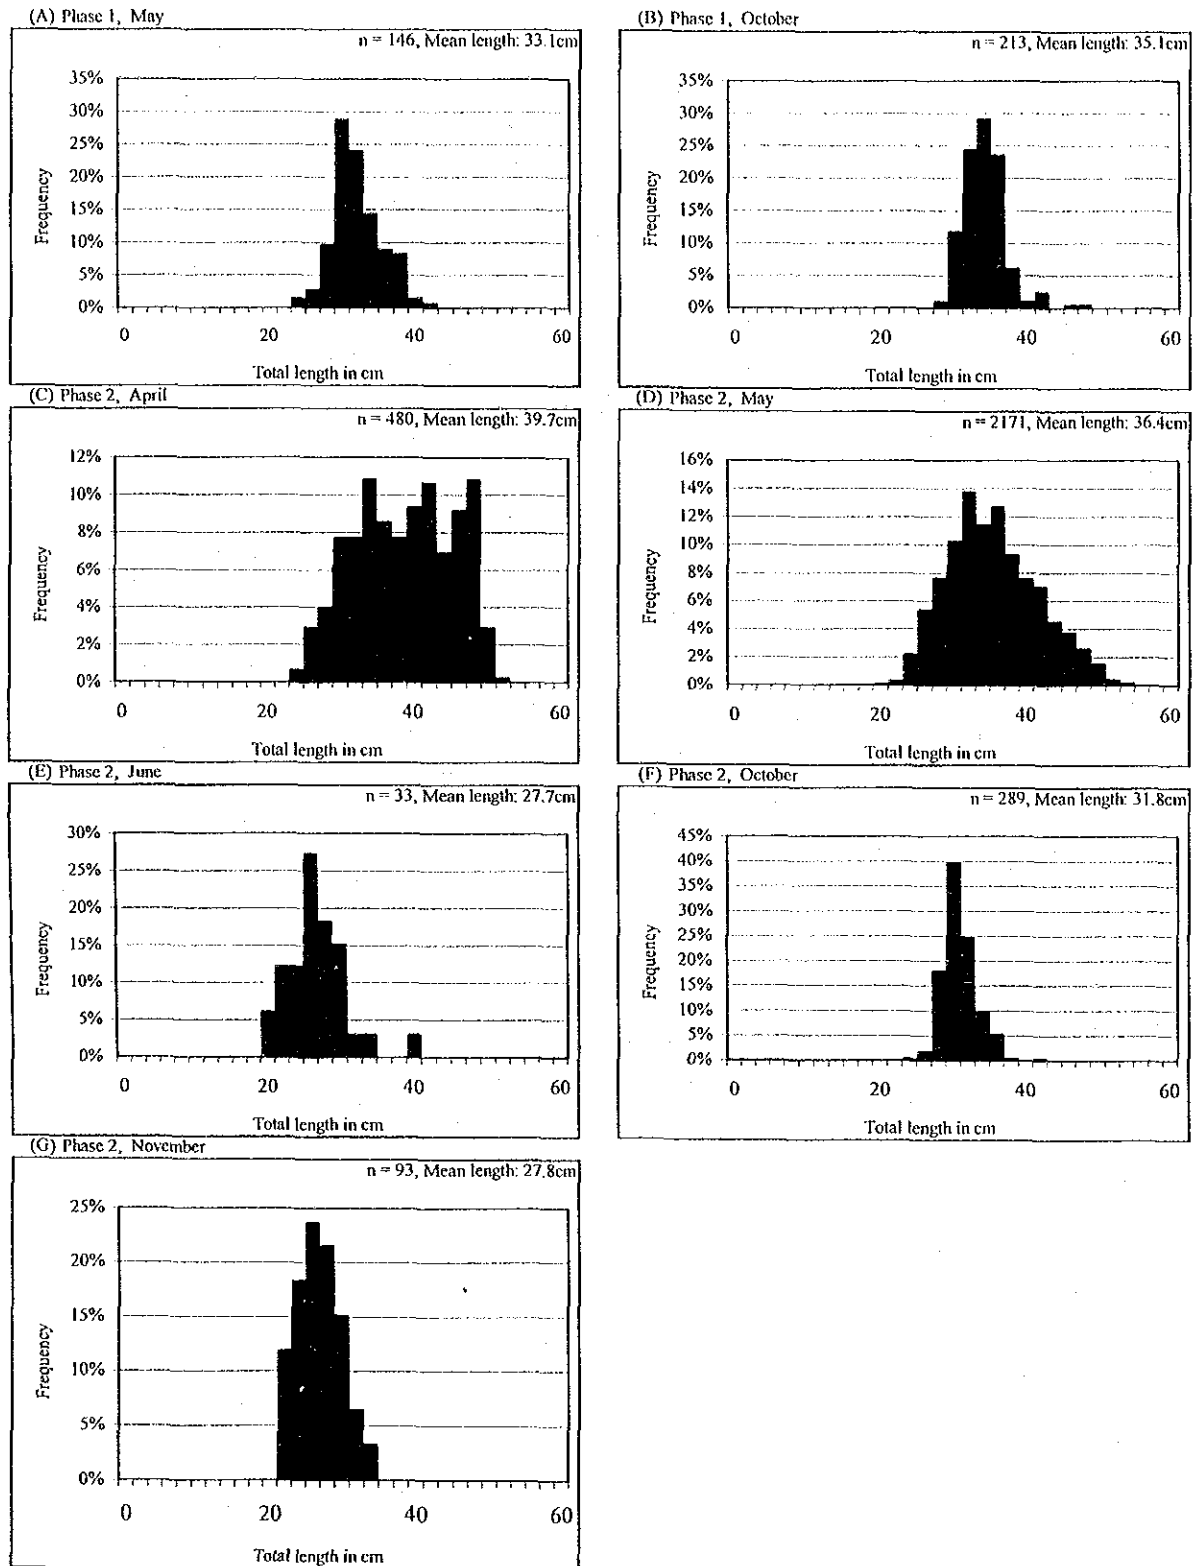 (A) Phase 1, May
n = 146, Mean length: 33.1cm
35%
30%
25%
20%
15%
10%
5%
0%
Frequency
0 20 40 60
Total length in cm
(B) Phase 1, October
n = 213, Mean length: 35.1cm
35%
30%
25%
20%
15%
10%
5%
0%
Frequency
0 20 40 60
Total length in cm
(C) Phase 2, April
n = 480, Mean length: 39.7cm
12%
10%
8%
6%
4%
2%
0%
Frequency
0 20 40 60
Total length in cm
(D) Phase 2, May
n = 2171, Mean length: 36.4cm
16%
14%
12%
10%
8%
6%
4%
2%
0%
Frequency
0 20 40 60
Total length in cm
(E) Phase 2, June
n = 33, Mean length: 27.7cm
30%
25%
20%
15%
10%
5%
0%
Frequency
0 20 40 60
Total length in cm
(F) Phase 2, October
n = 289, Mean length: 31.8cm
45%
40%
35%
30%
25%
20%
15%
10%
5%
0%
Frequency
0 20 40 60
Total length in cm
(G) Phase 2, November
n = 93, Mean length: 27.8cm
25%
20%
15%
10%
5%
0%
Frequency
0 20 40 60
Total length in cm